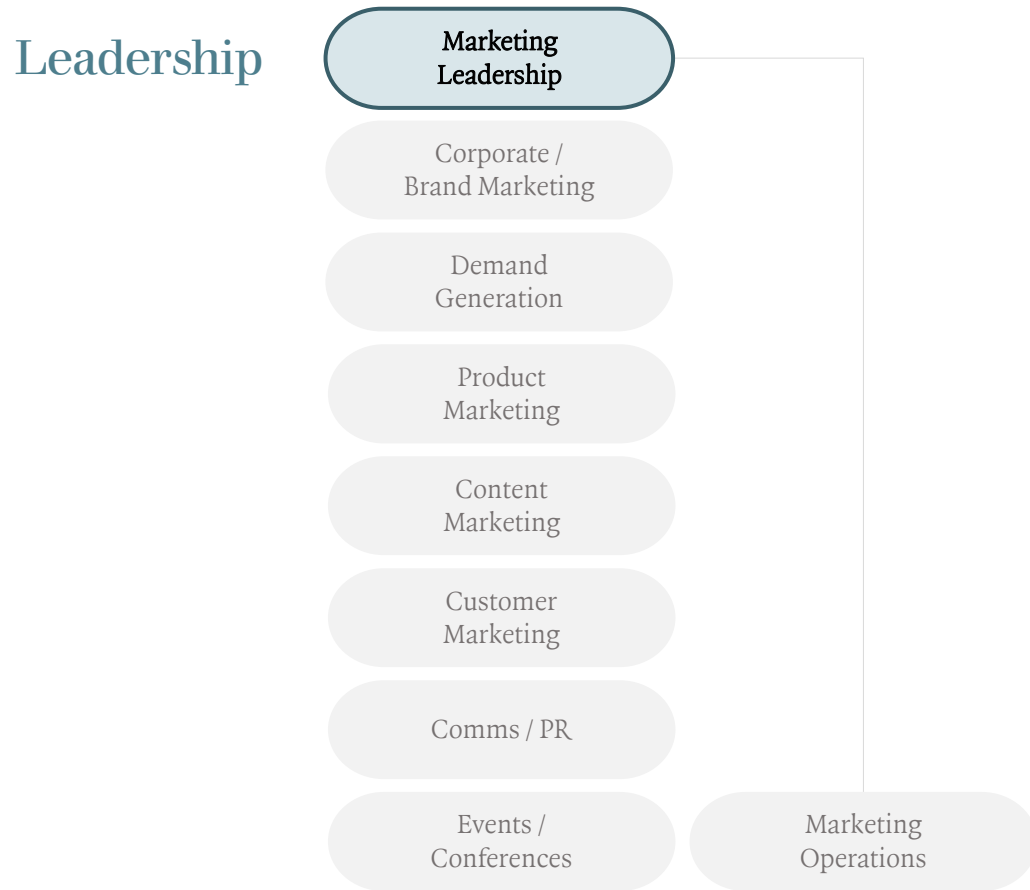 Leadership
Marketing
Leadership
Corporate /
Brand Marketing
Demand
Generation
Product
Marketing
Content
Marketing
Customer
Marketing
Comms / PR
Events /
Conferences
Marketing
Operations